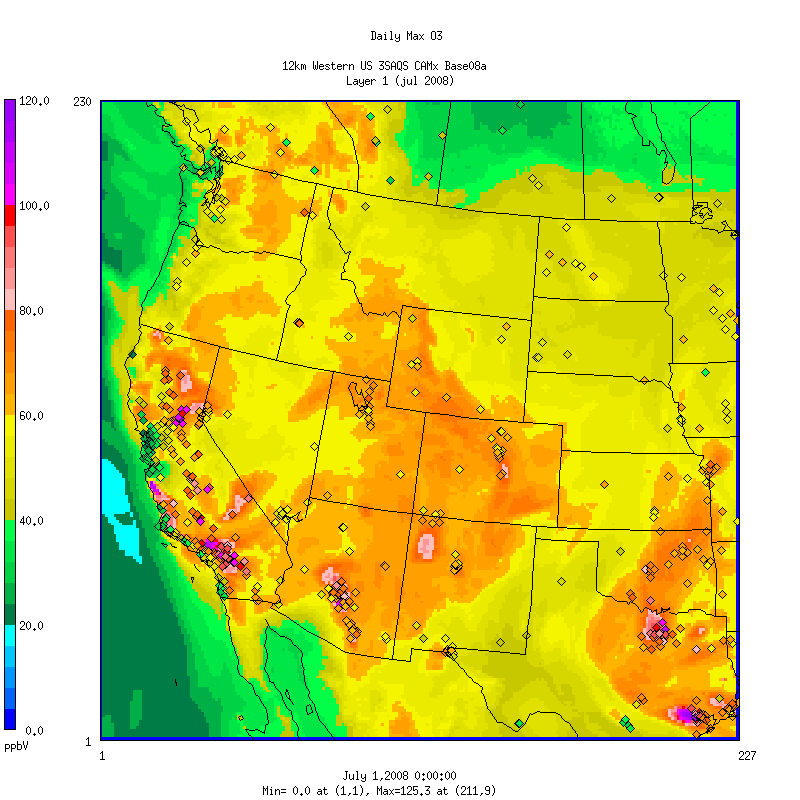 Daily Max O3
12km Western US 3SAQS CAMx Base08a
Layer 1 (jul 2008)
120.0
100.0
80.0
60.0
40.0
20.0
0.0
ppbV
230
1
1
227
July 1,2008 0:00:00
Min= 0.0 at (1,1), Max=125.3 at (211,9)